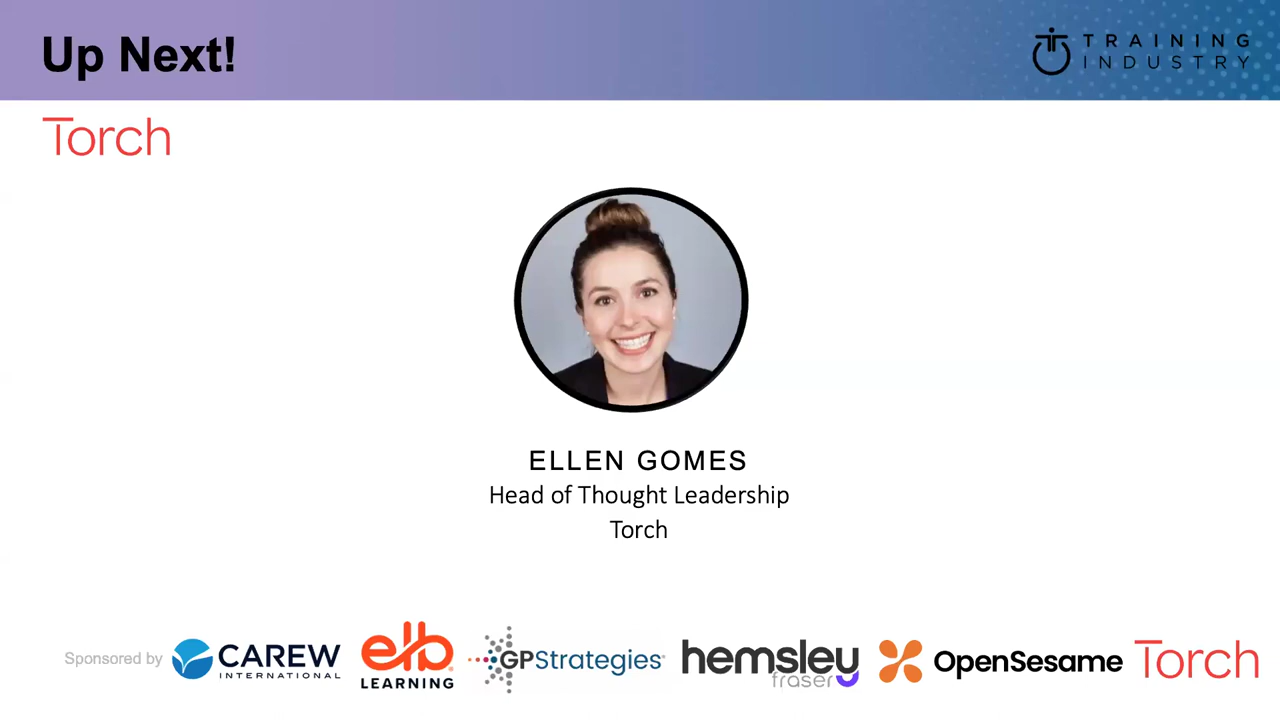 Up Next!
TRAINING
INDUSTRY
Torch
ELLEN GOMES
Head of Thought Leadership
Torch
Sponsored by
CAREW
INTERNATIONAL
elb
LEARNING
GPStrategies
hemsley
fraser
OpenSesame
Torch